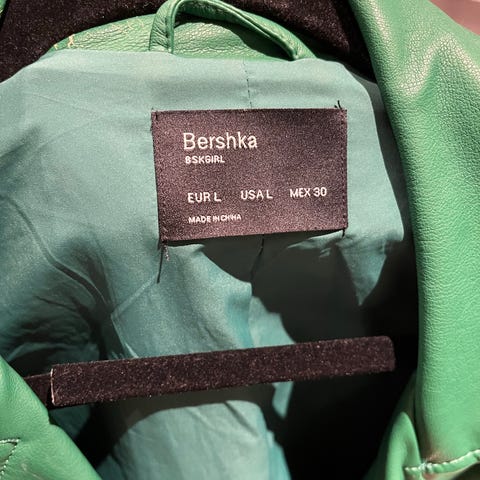 Bershka
BSKGIRL
EUR L USA L MEX 30
MADE IN CHINA